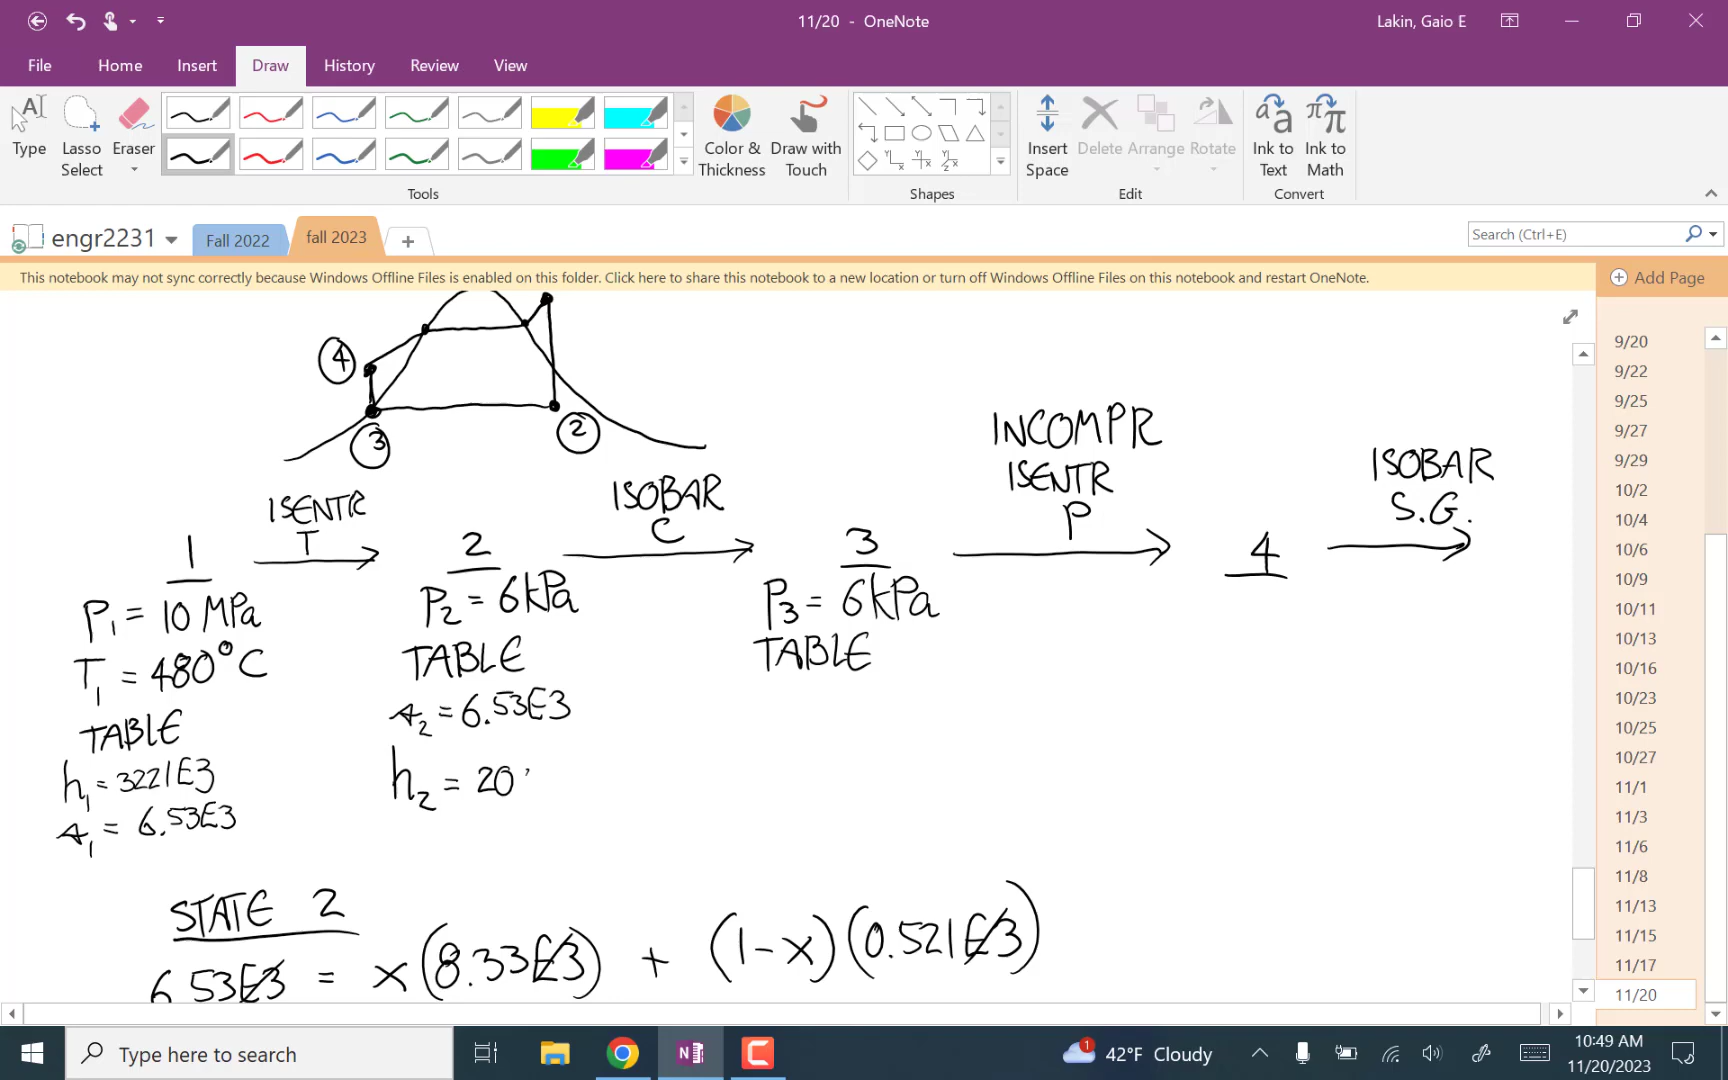 11/20 - OneNote
Lakin, Gaio E
File Home Insert Draw History Review View
Type
Lasso Select
Eraser
Color & Thickness
Draw with Touch
Insert Space
Delete
Arrange
Rotate
Ink to Text
Ink to Math
Tools
Shapes
Edit
Convert
engr2231
Fall 2022
fall 2023
Search (Ctrl+E)
This notebook may not sync correctly because Windows Offline Files is enabled on this folder. Click here to share this notebook to a new location or turn off Windows Offline Files on this notebook and restart OneNote.
Add Page
9/20
9/22
9/25
9/27
9/29
10/2
10/4
10/6
10/9
10/11
10/13
10/16
10/23
10/25
10/27
11/1
11/3
11/6
11/8
11/13
11/15
11/17
11/20
4
3
2
ISENTR
T
ISOBAR
C
INCOMPR
ISENTR
P
ISOBAR
S.G.
1
P1 = 10 MPa
T1 = 480°C
TABLE
h1 = 3221E3
s1 = 6.53E3
2
P2 = 6kPa
TABLE
s2 = 6.53E3
h2 = 20
3
P3 = 6kPa
TABLE
4
STATE 2
6.53E3 = x(8.33E3) + (1-x)(0.521E3)
Type here to search
1
42°F Cloudy
10:49 AM
11/20/2023